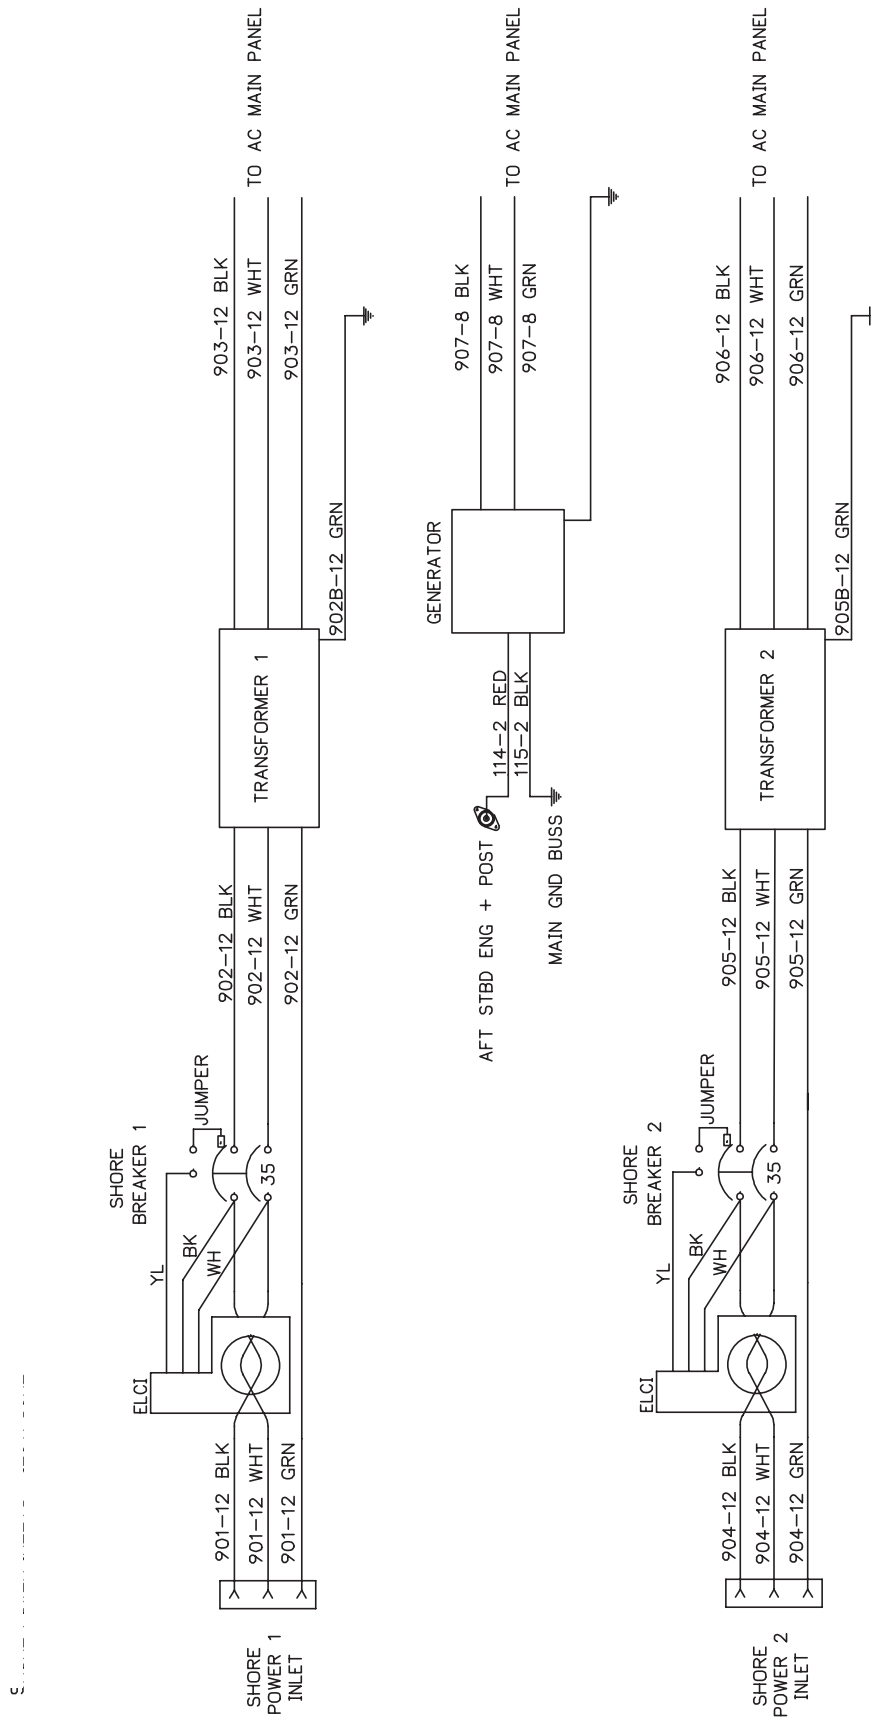 SHORE
POWER 1
INLET
901-12 BLK
901-12 WHT
901-12 GRN
ELCI
YL
BK
WH
SHORE
BREAKER 1
35
JUMPER
902-12 BLK
902-12 WHT
902-12 GRN
TRANSFORMER 1
902B-12 GRN
903-12 BLK
903-12 WHT
903-12 GRN
TO AC MAIN PANEL
AFT STBD ENG + POST
MAIN GND BUSS
114-2 RED
115-2 BLK
GENERATOR
907-8 BLK
907-8 WHT
907-8 GRN
TO AC MAIN PANEL
SHORE
POWER 2
INLET
904-12 BLK
904-12 WHT
904-12 GRN
ELCI
YL
BK
WH
SHORE
BREAKER 2
35
JUMPER
905-12 BLK
905-12 WHT
905-12 GRN
TRANSFORMER 2
905B-12 GRN
906-12 BLK
906-12 WHT
906-12 GRN
TO AC MAIN PANEL